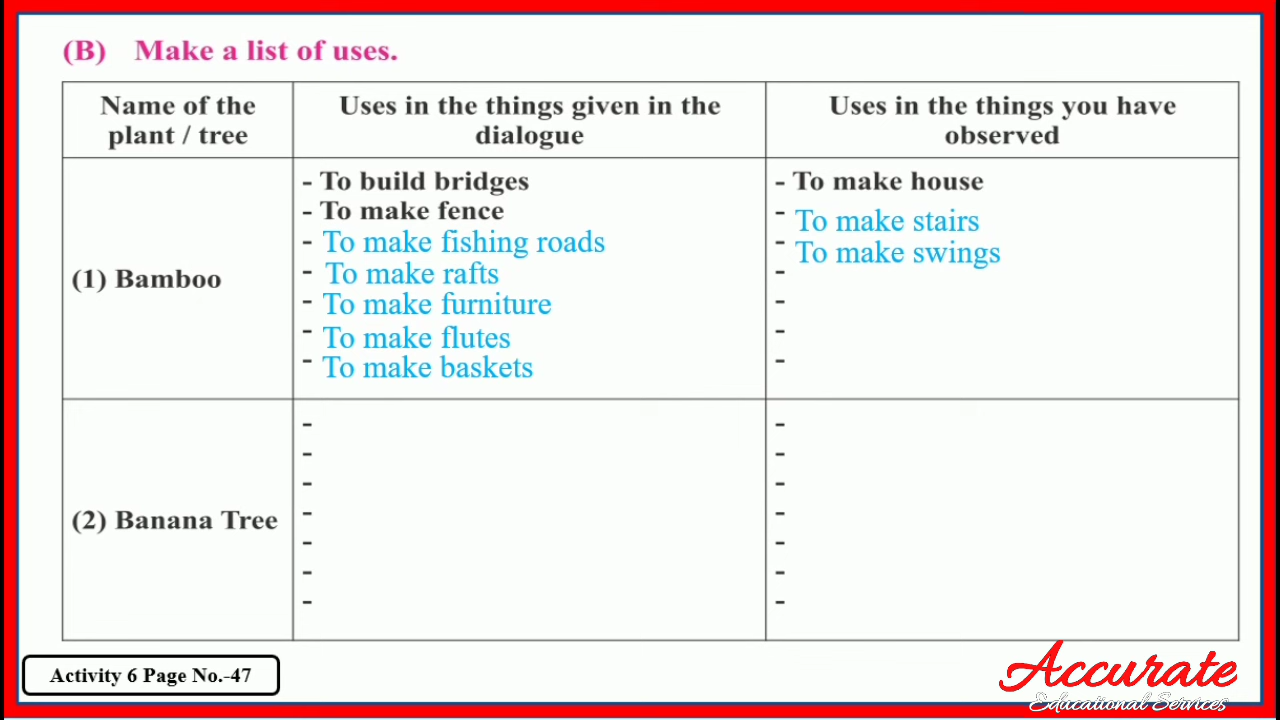 (B) Make a list of uses.
Name of the
plant / tree
Uses in the things given in the
dialogue
Uses in the things you have
observed
(1) Bamboo
- To build bridges
- To make fence
- To make fishing roads
- To make rafts
- To make furniture
- To make flutes
- To make baskets
- To make house
- To make stairs
- To make swings
-
-
-
-
(2) Banana Tree
-
-
-
-
-
-
-
-
-
-
-
-
-
-
Activity 6 Page No.-47
Accurate
Educational Services